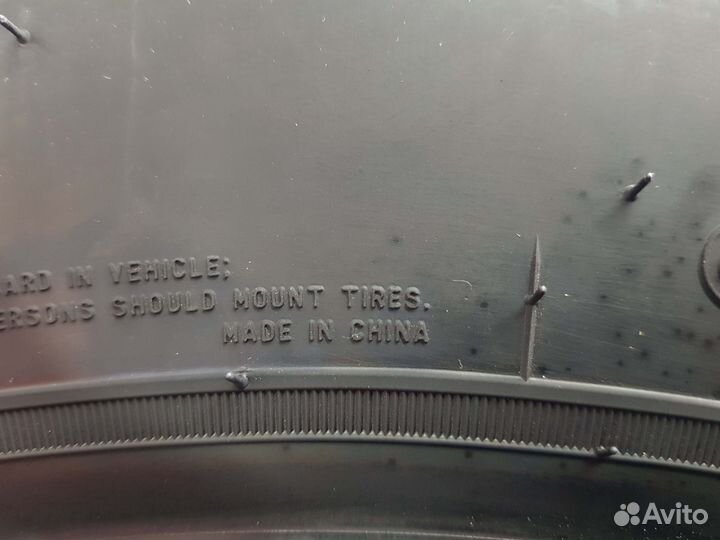 ARD IN VEHICLE;
ERSONS SHOULD MOUNT TIRES.
MADE IN CHINA
Avito